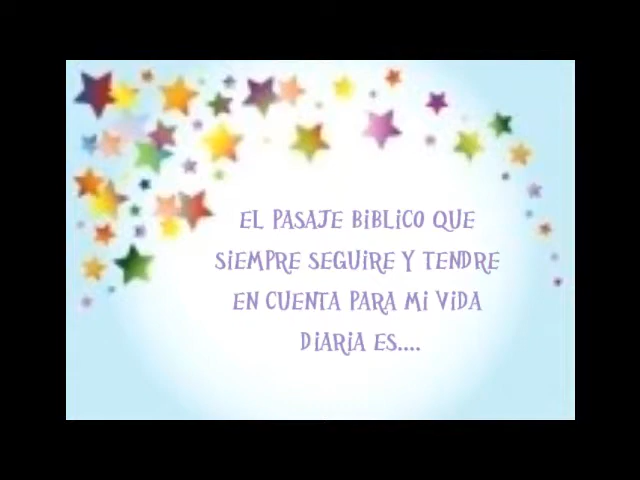 EL PASAJE BIBLICO QUE
SIEMPRE SEGUIRE Y TENDRE
EN CUENTA PARA MI VIDA
DIARIA ES....